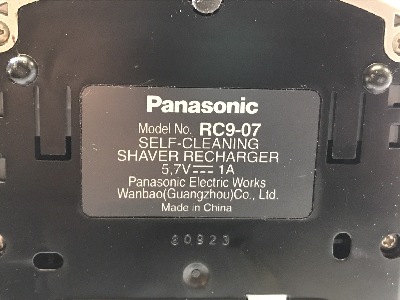 Panasonic
Model No. RC9-07
SELF-CLEANING
SHAVER RECHARGER
5,7V⎓ 1A
Panasonic Electric Works
Wanbao(Guangzhou)Co., Ltd.
Made in China
80923